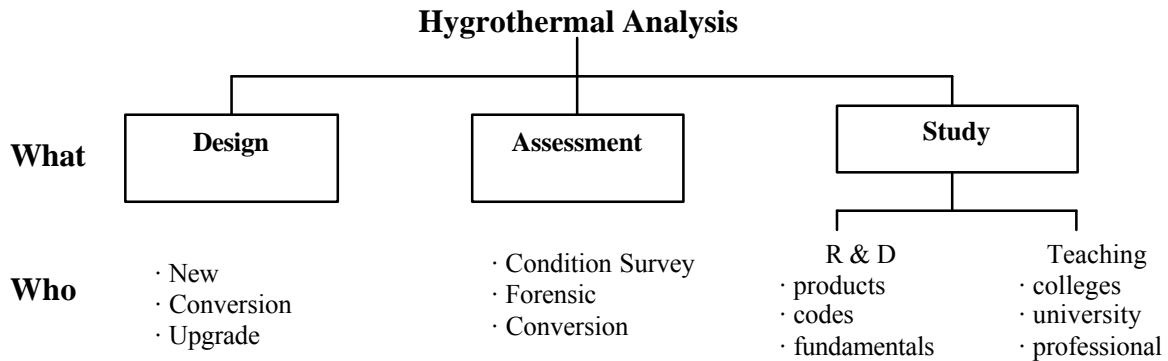 Hygrothermal Analysis
What
Design
Assessment
Study
Who
· New
· Conversion
· Upgrade
· Condition Survey
· Forensic
· Conversion
R & D
· products
· codes
· fundamentals
Teaching
· colleges
· university
· professional